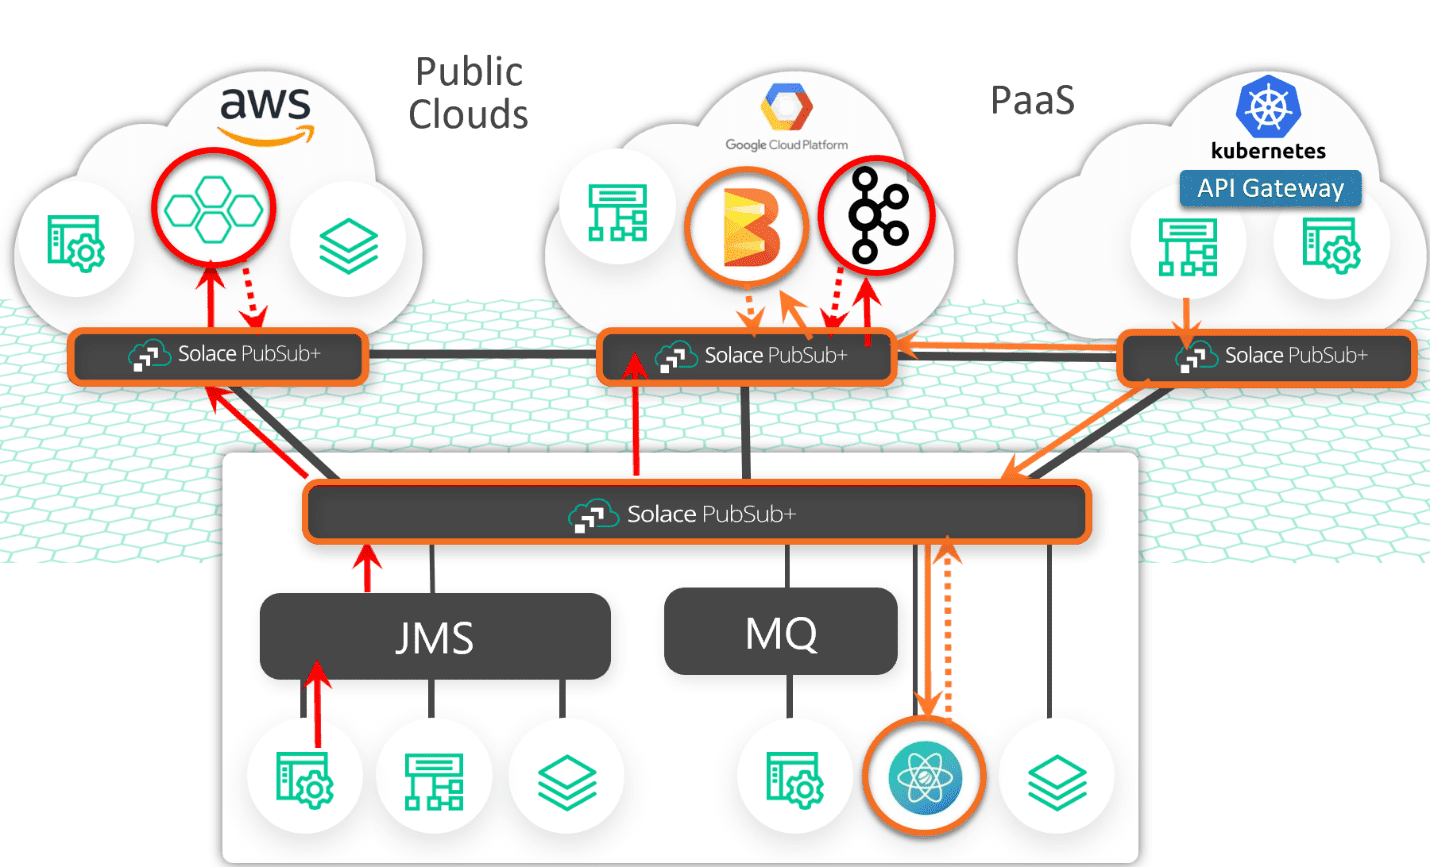 Public
Clouds
PaaS
aws
Google Cloud Platform
kubernetes
API Gateway
Solace PubSub+
Solace PubSub+
Solace PubSub+
Solace PubSub+
JMS
MQ